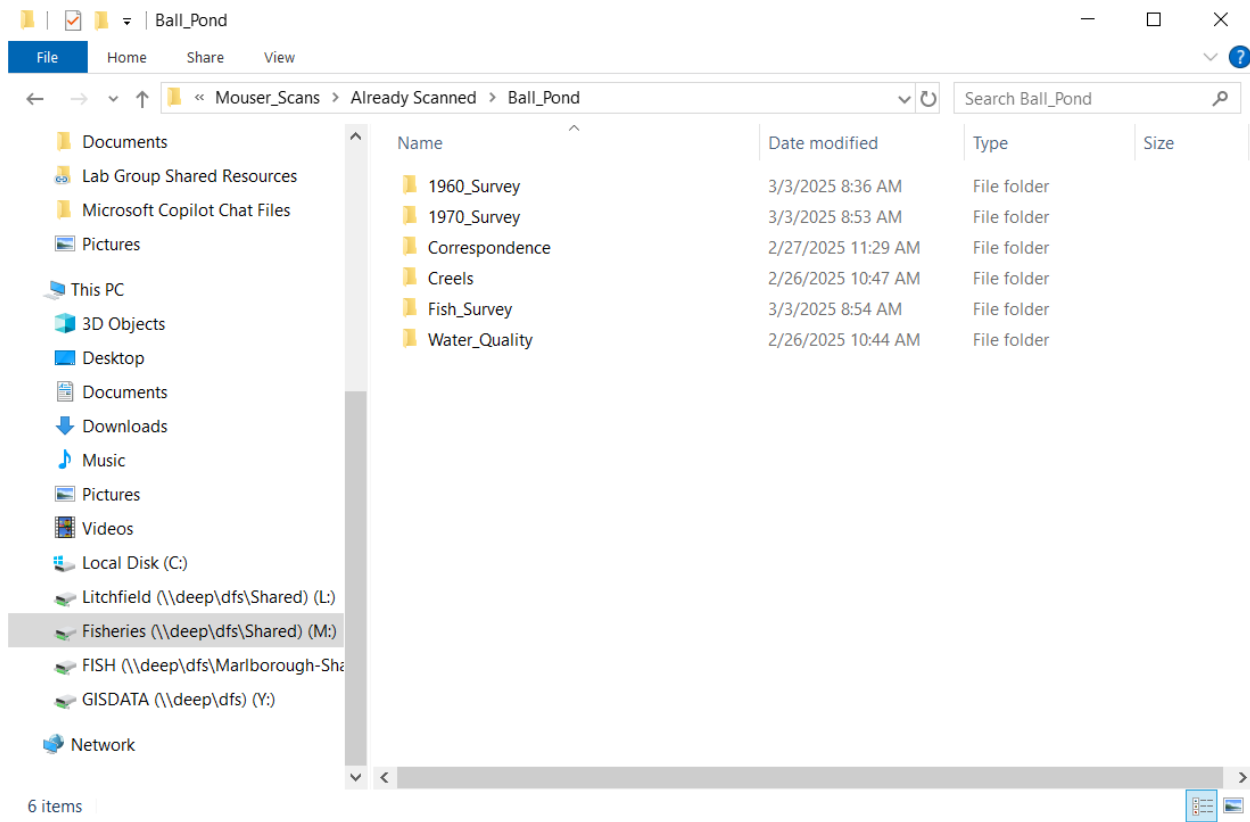 Ball_Pond
File Home Share View
« Mouser_Scans > Already Scanned > Ball_Pond
Search Ball_Pond
Documents
Lab Group Shared Resources
Microsoft Copilot Chat Files
Pictures
This PC
3D Objects
Desktop
Documents
Downloads
Music
Pictures
Videos
Local Disk (C:)
Litchfield (\\deep\dfs\Shared) (L:)
Fisheries (\\deep\dfs\Shared) (M:)
FISH (\\deep\dfs\Marlborough-Sha
GISDATA (\\deep\dfs) (Y:)
Network
Name Date modified Type Size
1960_Survey 3/3/2025 8:36 AM File folder
1970_Survey 3/3/2025 8:53 AM File folder
Correspondence 2/27/2025 11:29 AM File folder
Creels 2/26/2025 10:47 AM File folder
Fish_Survey 3/3/2025 8:54 AM File folder
Water_Quality 2/26/2025 10:44 AM File folder
6 items